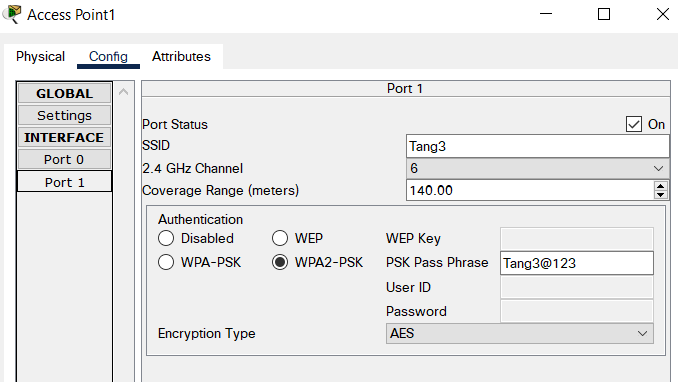 Access Point1
Physical Config Attributes
GLOBAL
Settings
INTERFACE
Port 0
Port 1
Port 1
Port Status On
SSID Tang3
2.4 GHz Channel 6
Coverage Range (meters) 140.00
Authentication
Disabled WEP WEP Key
WPA-PSK WPA2-PSK PSK Pass Phrase Tang3@123
User ID
Password
Encryption Type AES